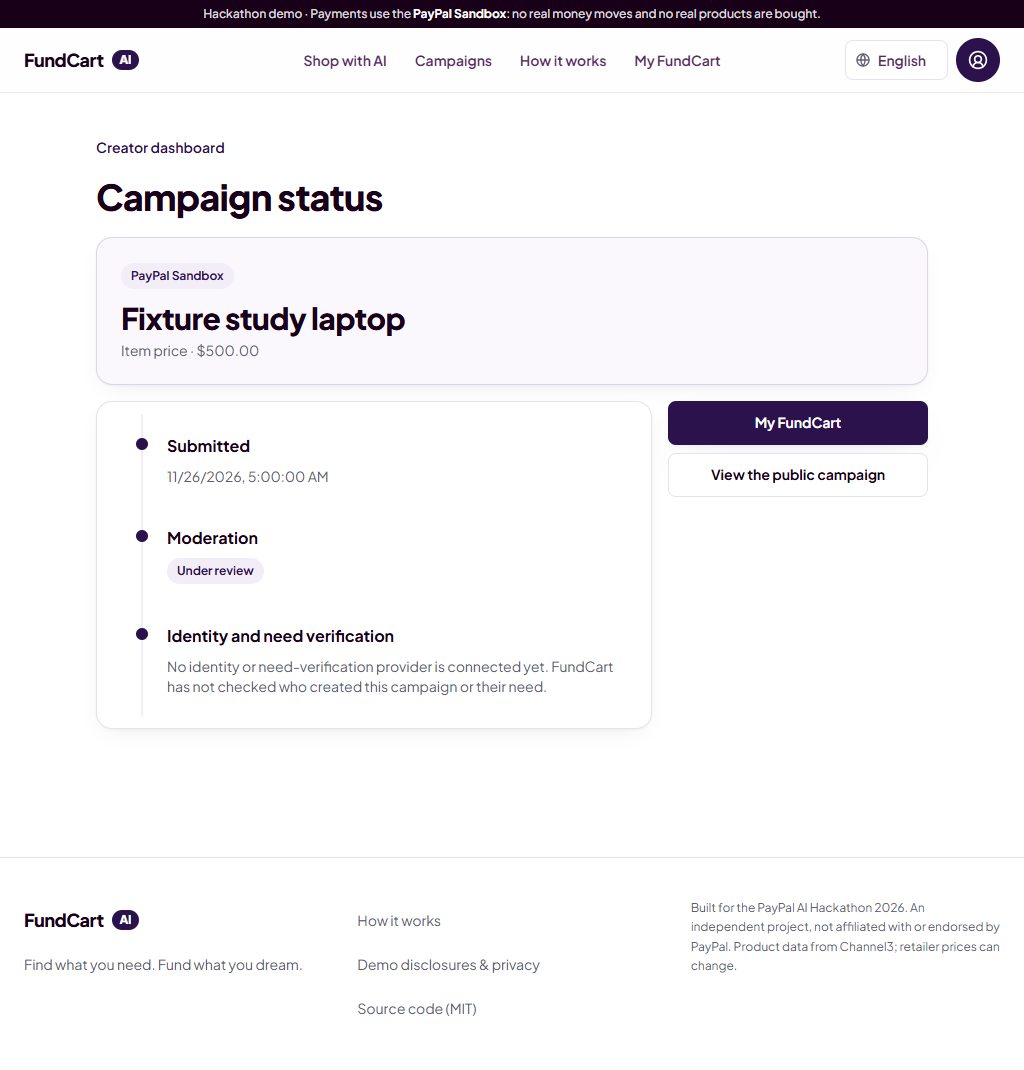 Hackathon demo · Payments use the PayPal Sandbox: no real money moves and no real products are bought.
FundCart AI
Shop with AI
Campaigns
How it works
My FundCart
English
Creator dashboard
Campaign status
PayPal Sandbox
Fixture study laptop
Item price · $500.00
Submitted
11/26/2026, 5:00:00 AM
Moderation
Under review
Identity and need verification
No identity or need-verification provider is connected yet. FundCart
has not checked who created this campaign or their need.
My FundCart
View the public campaign
FundCart AI
Find what you need. Fund what you dream.
How it works
Demo disclosures & privacy
Source code (MIT)
Built for the PayPal AI Hackathon 2026. An
independent project, not affiliated with or endorsed by
PayPal. Product data from Channel3; retailer prices can
change.